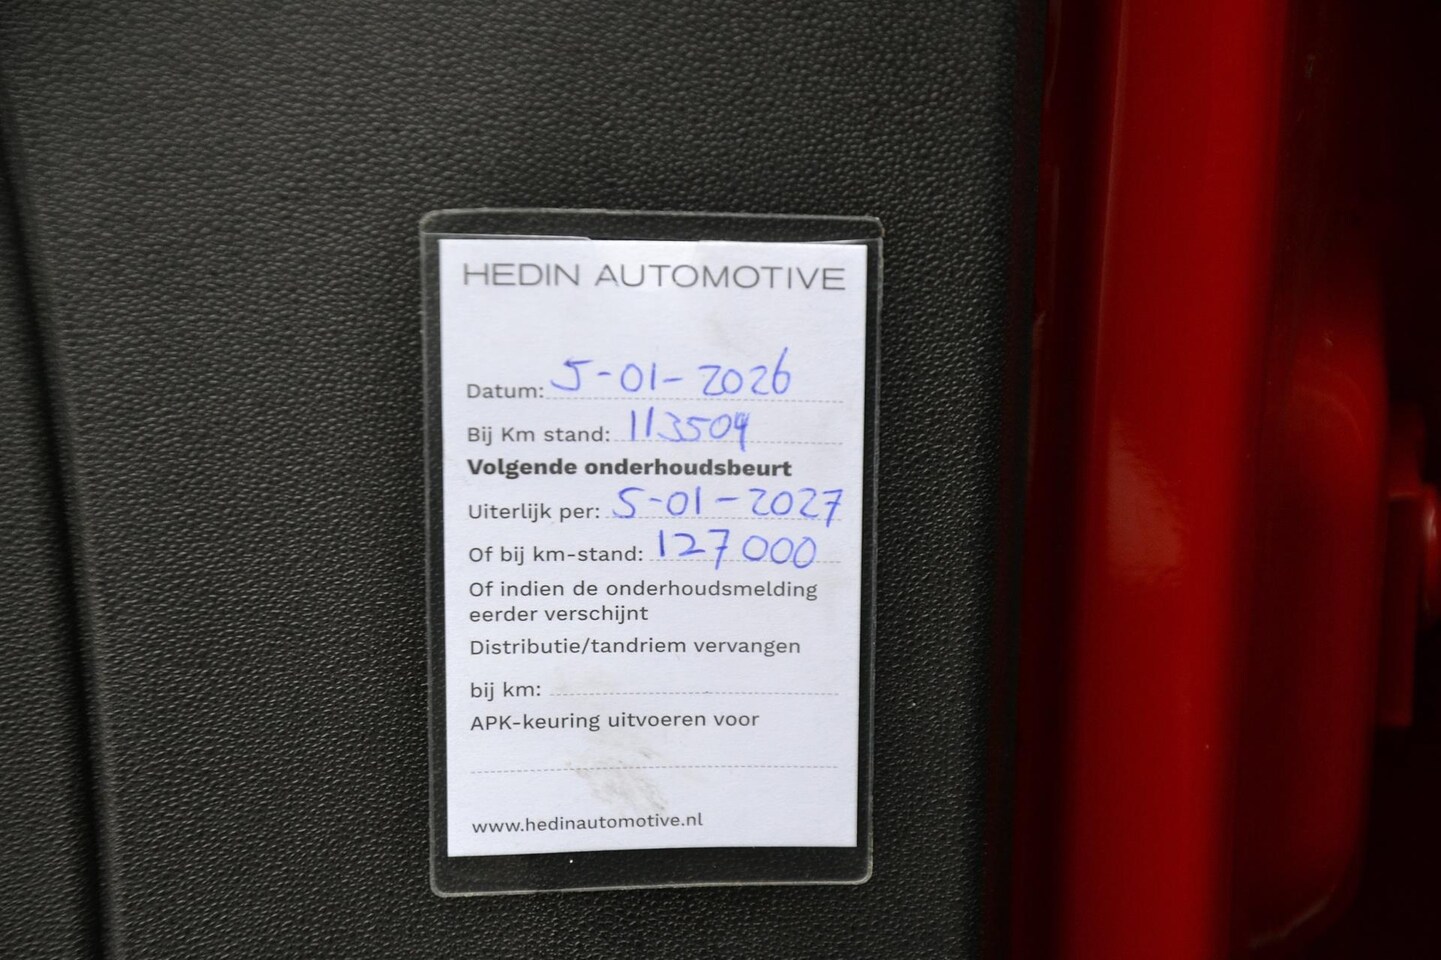 HEDIN AUTOMOTIVE
Datum: 5-01-2026
Bij Km stand: 113509
Volgende onderhoudsbeurt
Uiterlijk per: 5-01-2027
Of bij km-stand: 127000
Of indien de onderhoudsmelding
eerder verschijnt
Distributie/tandriem vervangen
bij km:
APK-keuring uitvoeren voor
www.hedinautomotive.nl